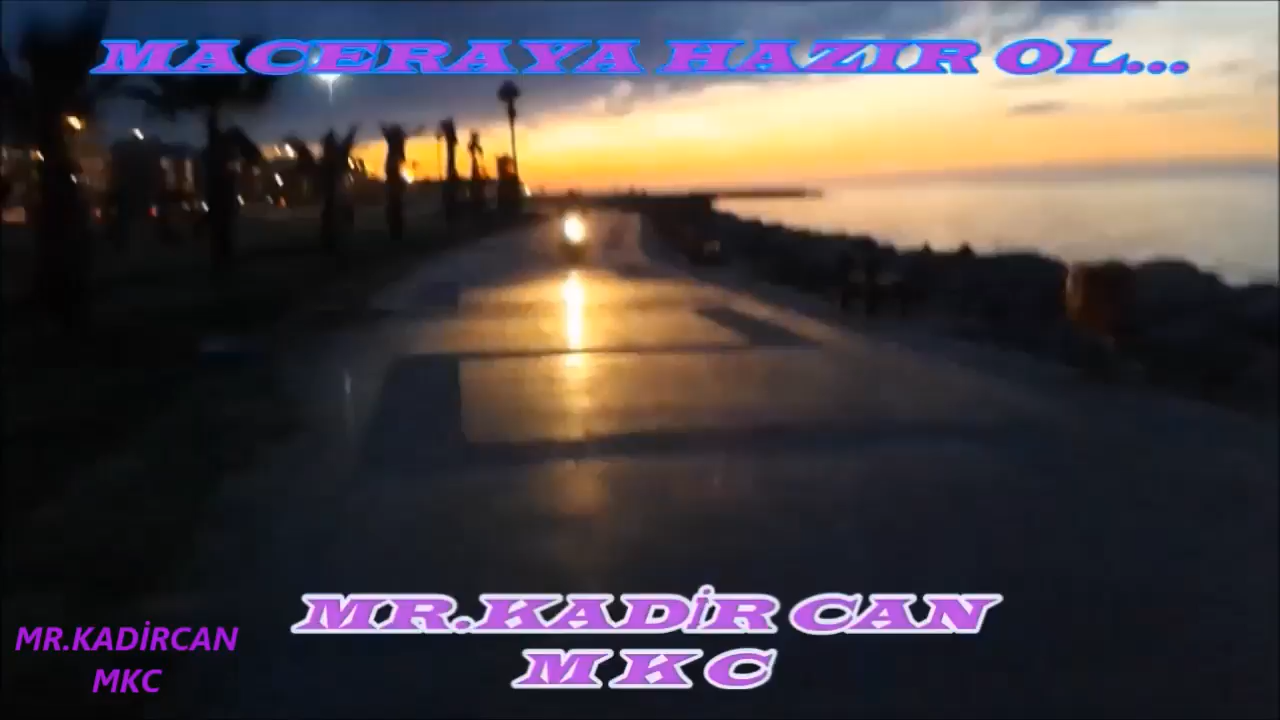 MACERAYA HAZIR OL...
MR.KADİR CAN
M K C
MR.KADİRCAN
MKC